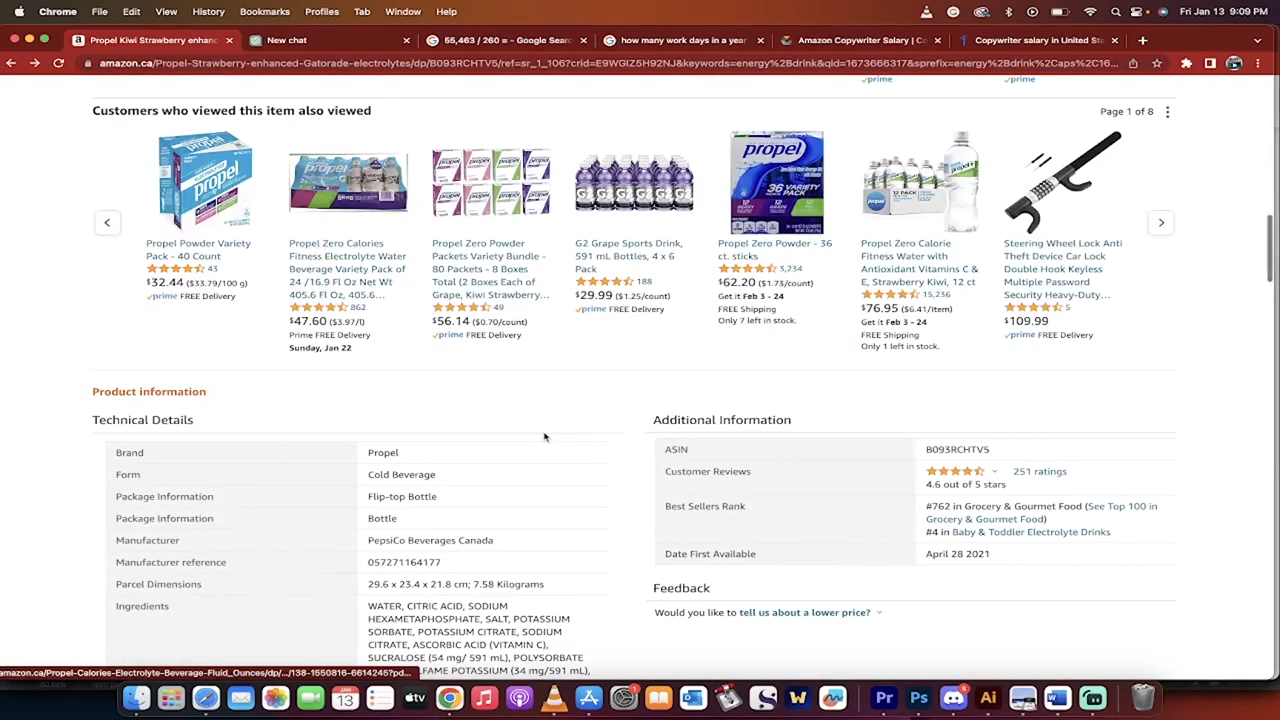 Chrome File Edit View History Bookmarks Profiles Tab Window Help Fri Jan 13 9:09 PM
Propel Kiwi Strawberry enhanc New chat 55,463 / 260 = - Google Searc how many work days in a year Amazon Copywriter Salary | Co Copywriter salary in United Sta
amazon.ca/Propel-Strawberry-enhanced-Gatorade-electrolytes/dp/B093RCHTV5/ref=sr_1_106?crid=E9WGIZ5H92NJ&keywords=energy%2Bdrink&qid=1673666317&sprefix=energy%2Bdrink%2Caps%2C16...
prime prime
Customers who viewed this item also viewed Page 1 of 8
Propel Powder Variety Pack - 40 Count
43
$32.44 ($33.79/100 g)
prime FREE Delivery
Propel Zero Calories
Fitness Electrolyte Water
Beverage Variety Pack of
24 /16.9 Fl Oz Net Wt
405.6 Fl Oz, 405.6...
862
$47.60 ($3.97/l)
Prime FREE Delivery
Sunday, Jan 22
Propel Zero Powder
Packets Variety Bundle -
80 Packets - 8 Boxes
Total (2 Boxes Each of
Grape, Kiwi Strawberry...
49
$56.14 ($0.70/count)
prime FREE Delivery
G2 Grape Sports Drink,
591 mL Bottles, 4 x 6
Pack
188
$29.99 ($1.25/count)
prime FREE Delivery
propel
36 VARIETY
Propel Zero Powder - 36
ct. sticks
3,234
$62.20 ($1.73/count)
Get it Feb 3 - 24
FREE Shipping
Only 7 left in stock.
12 PACK
Propel Zero Calorie
Fitness Water with
Antioxidant Vitamins C &
E, Strawberry Kiwi, 12 ct
15,236
$76.95 ($6.41/item)
Get it Feb 3 - 24
FREE Shipping
Only 1 left in stock.
Steering Wheel Lock Anti
Theft Device Car Lock
Double Hook Keyless
Multiple Password
Security Heavy-Duty...
5
$109.99
prime FREE Delivery
Product information
Technical Details
Brand Propel
Form Cold Beverage
Package Information Flip-top Bottle
Package Information Bottle
Manufacturer PepsiCo Beverages Canada
Manufacturer reference 057271164177
Parcel Dimensions 29.6 x 23.4 x 21.8 cm; 7.58 Kilograms
Ingredients WATER, CITRIC ACID, SODIUM
HEXAMETAPHOSPHATE, SALT, POTASSIUM
SORBATE, POTASSIUM CITRATE, SODIUM
CITRATE, ASCORBIC ACID (VITAMIN C),
SUCRALOSE (54 mg/ 591 mL), POLYSORBATE
FAME POTASSIUM (34 mg/591 mL),
Additional Information
ASIN B093RCHTV5
Customer Reviews 251 ratings
4.6 out of 5 stars
Best Sellers Rank #762 in Grocery & Gourmet Food (See Top 100 in
Grocery & Gourmet Food)
#4 in Baby & Toddler Electrolyte Drinks
Date First Available April 28 2021
Feedback
Would you like to tell us about a lower price?
amazon.ca/Propel-Calories-Electrolyte-Beverage-Fluid_Ounces/dp/.../138-1550816-6614245?pd...
JAN
13
tv
W
Pr
Ps
Ai